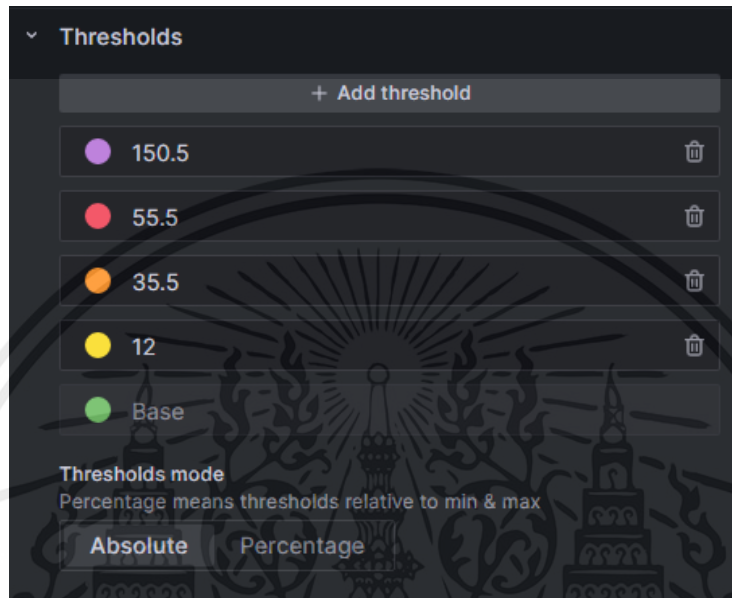 Thresholds
+ Add threshold
150.5
55.5
35.5
12
Base
Thresholds mode
Percentage means thresholds relative to min & max
Absolute Percentage